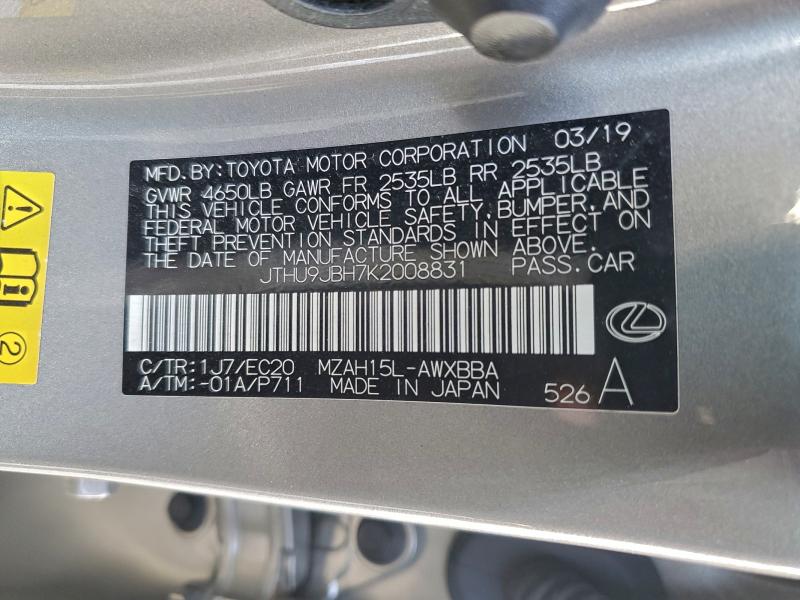 MFD. BY: TOYOTA MOTOR CORPORATION 03/19
GVWR 4650LB GAWR FR 2535LB RR 2535LB
THIS VEHICLE CONFORMS TO ALL APPLICABLE
FEDERAL MOTOR VEHICLE SAFETY, BUMPER, AND
THEFT PREVENTION STANDARDS IN EFFECT ON
THE DATE OF MANUFACTURE SHOWN ABOVE.
JTHU9JBH7K2008831 PASS. CAR
C/TR: 1J7/EC20 MZAH15L-AWXBBA
A/TM: -01A/P711 MADE IN JAPAN 526 A
2